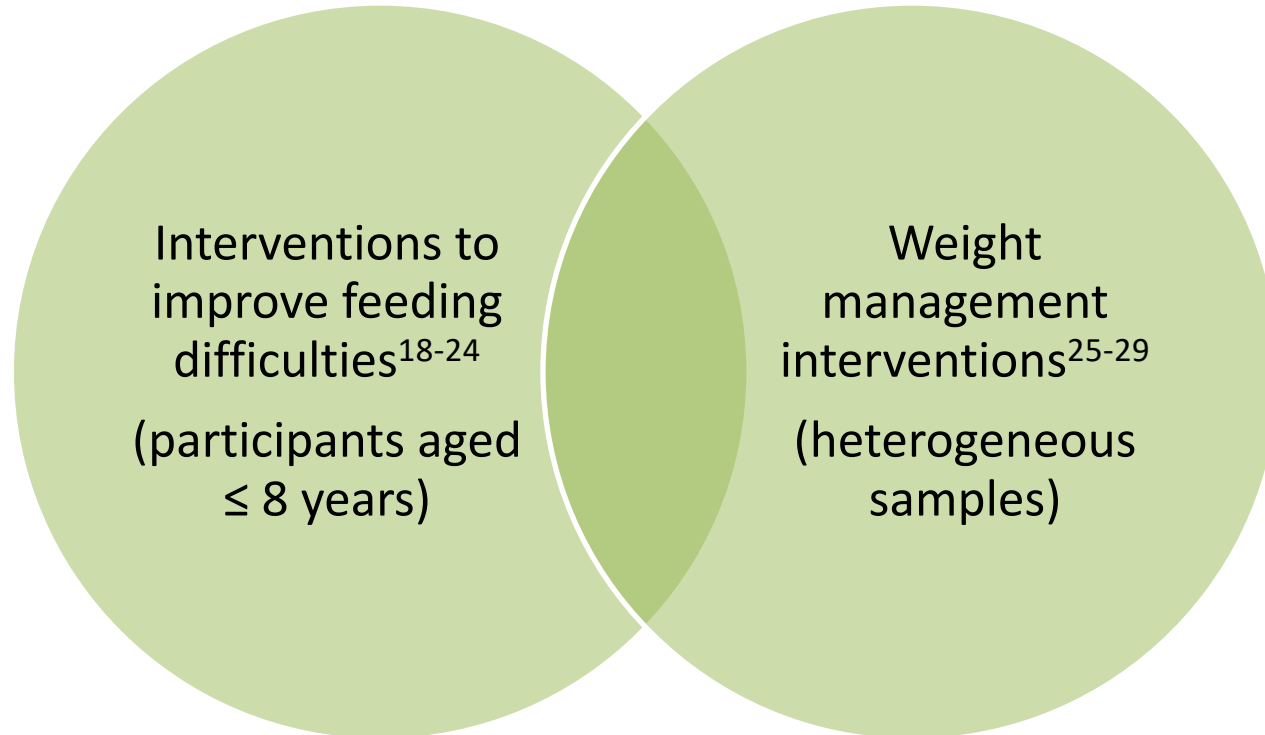 Interventions to
improve feeding
difficulties18-24
(participants aged
≤ 8 years)
Weight
management
interventions25-29
(heterogeneous
samples)